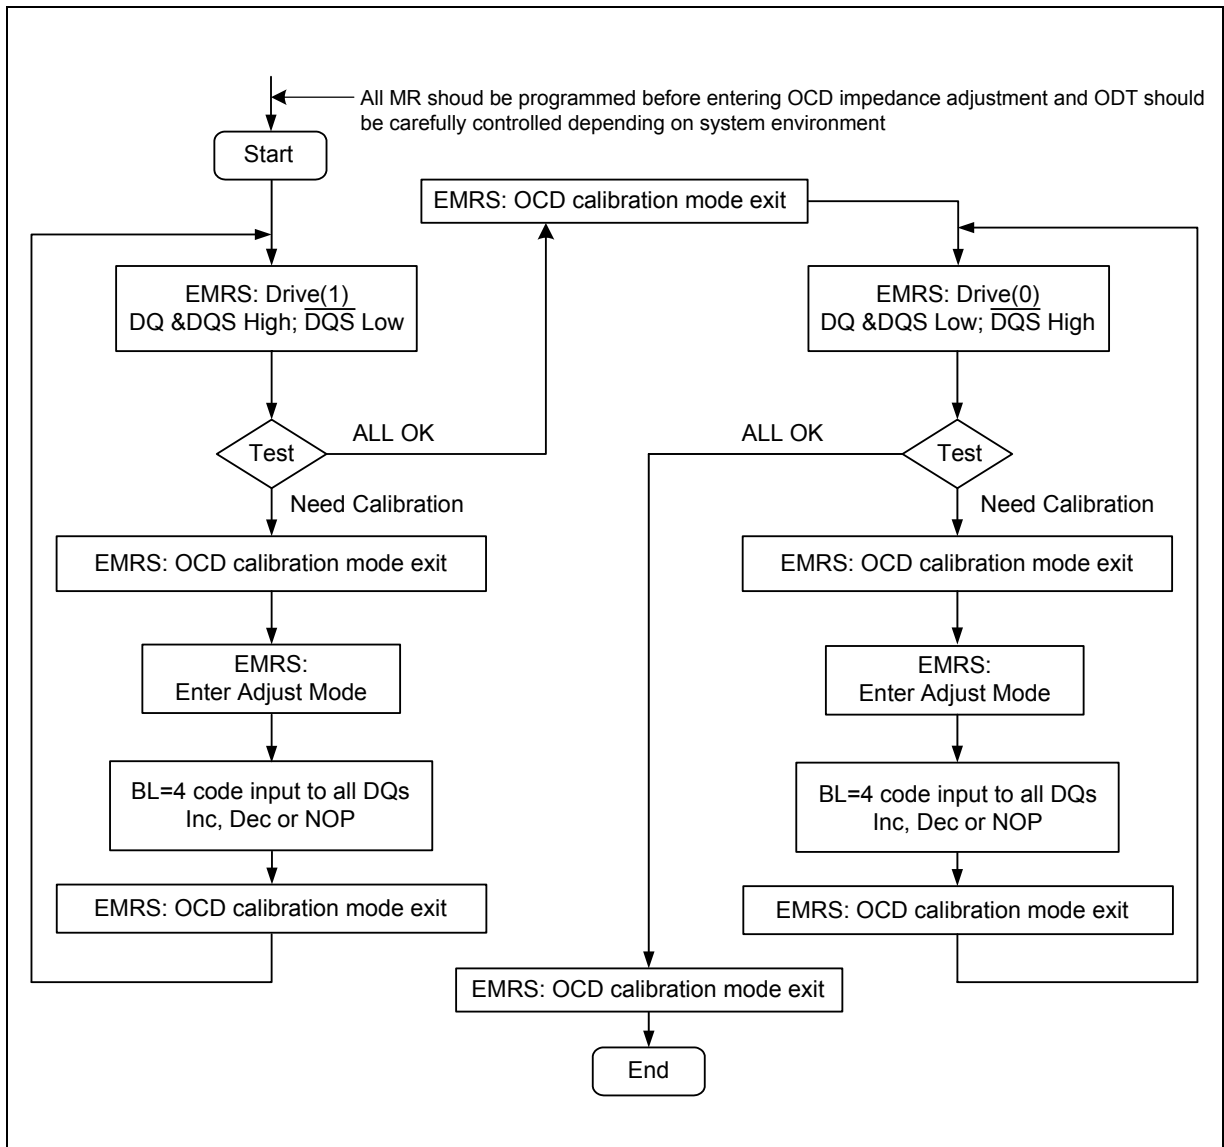 All MR shoud be programmed before entering OCD impedance adjustment and ODT should
be carefully controlled depending on system environment
Start
EMRS: OCD calibration mode exit
EMRS: Drive(1)
DQ &DQS High; D̅Q̅S̅ Low
Test
ALL OK
Need Calibration
EMRS: OCD calibration mode exit
EMRS:
Enter Adjust Mode
BL=4 code input to all DQs
Inc, Dec or NOP
EMRS: OCD calibration mode exit
EMRS: Drive(0)
DQ &DQS Low; D̅Q̅S̅ High
Test
ALL OK
Need Calibration
EMRS: OCD calibration mode exit
EMRS:
Enter Adjust Mode
BL=4 code input to all DQs
Inc, Dec or NOP
EMRS: OCD calibration mode exit
EMRS: OCD calibration mode exit
End